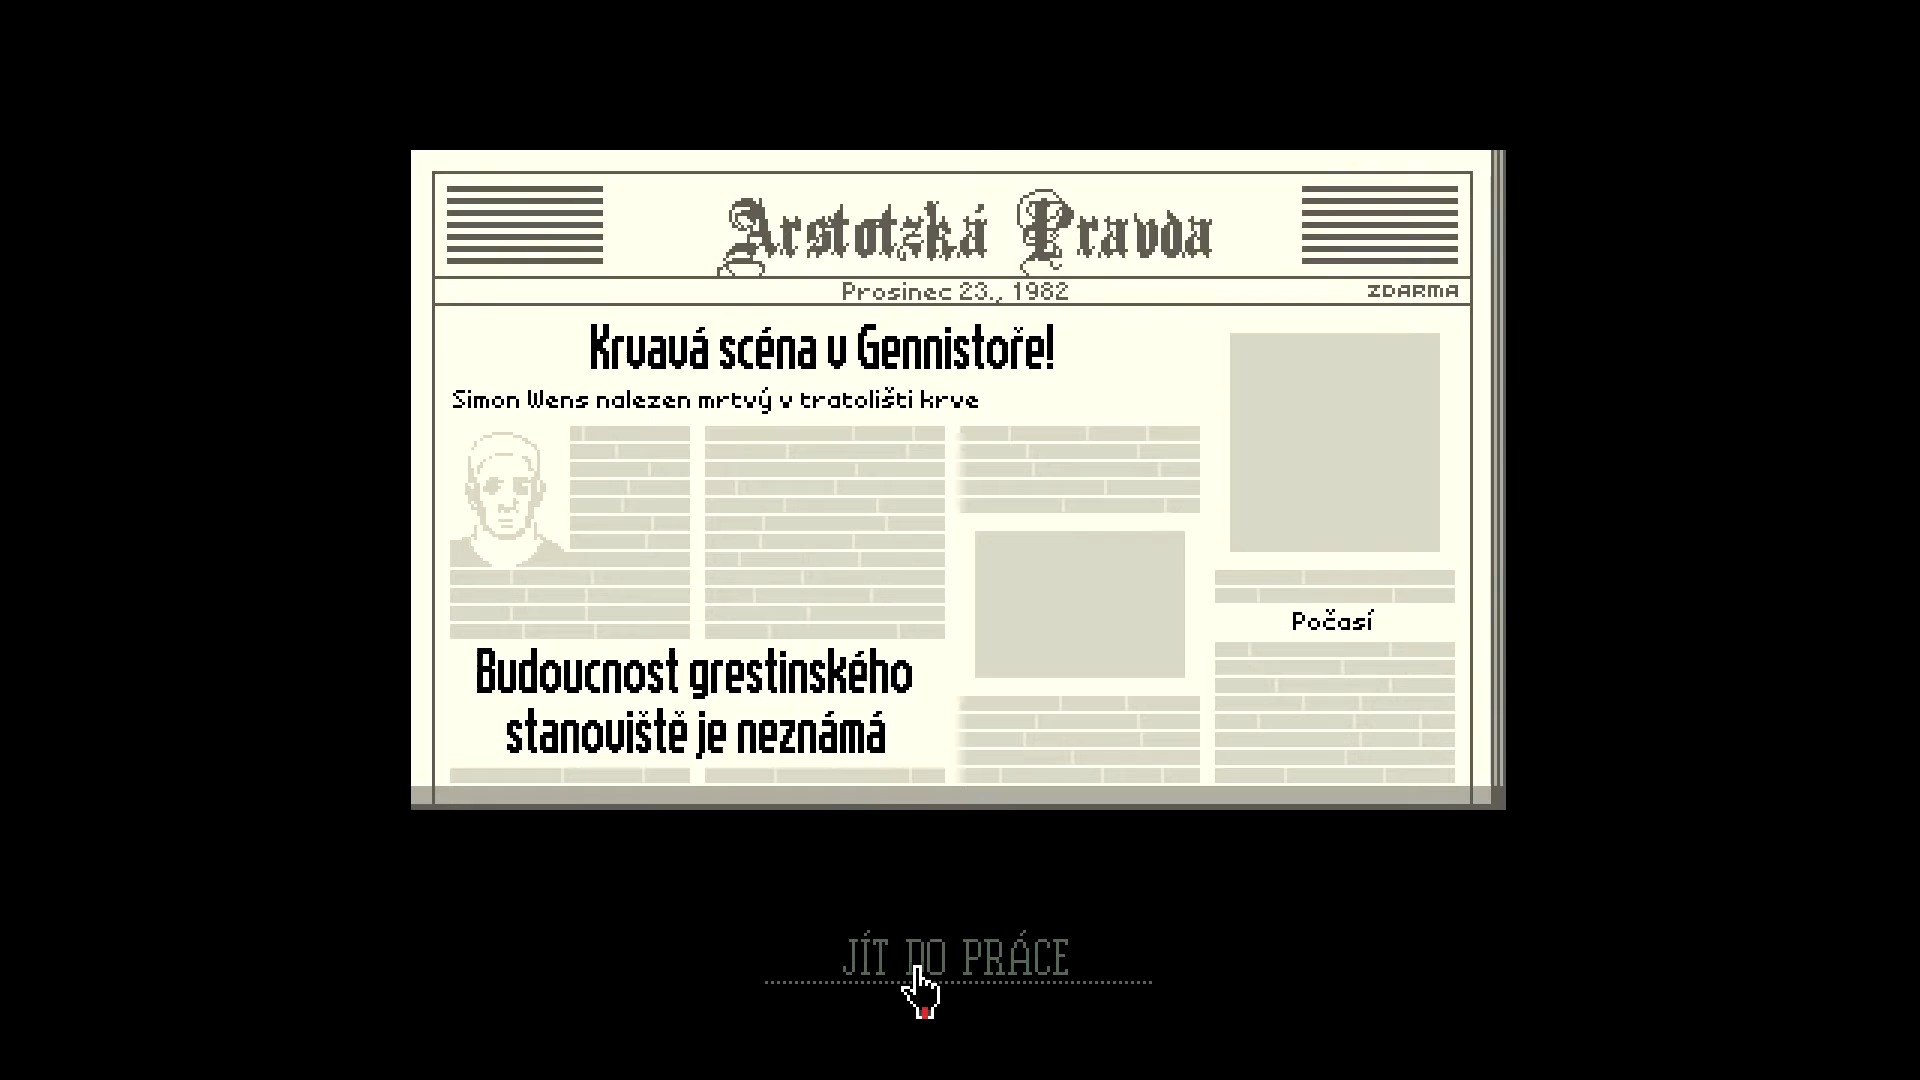 Arstotzká Pravda
Prosinec 23., 1982
ZDARMA
Krvavá scéna v Gennistoře!
Simon Wens nalezen mrtvý v tratolišti krve
Počasí
Budoucnost grestinského
stanoviště je neznámá
JÍT DO PRÁCE